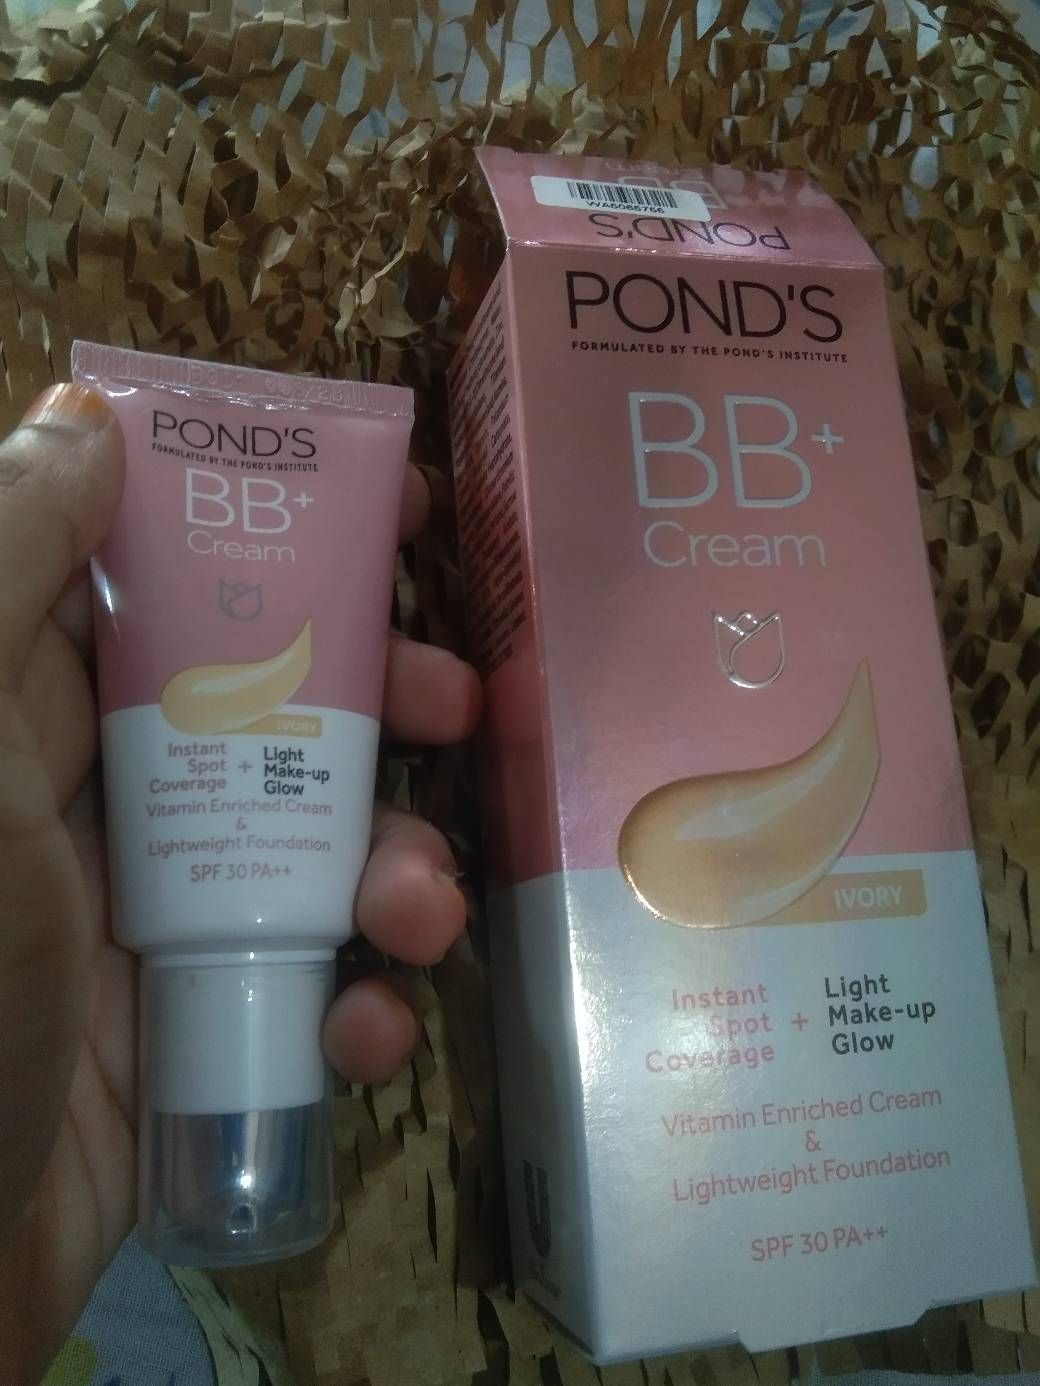 POND'S
FORMULATED BY THE POND'S INSTITUTE
BB+
Cream
IVORY
Instant
Spot
Coverage
+
Light
Make-up
Glow
Vitamin Enriched Cream
&
Lightweight Foundation
SPF 30 PA++
WA6065766
POND'S
POND'S
FORMULATED BY THE POND'S INSTITUTE
BB+
Cream
IVORY
Instant
Spot
Coverage
+
Light
Make-up
Glow
Vitamin Enriched Cream
&
Lightweight Foundation
SPF 30 PA++